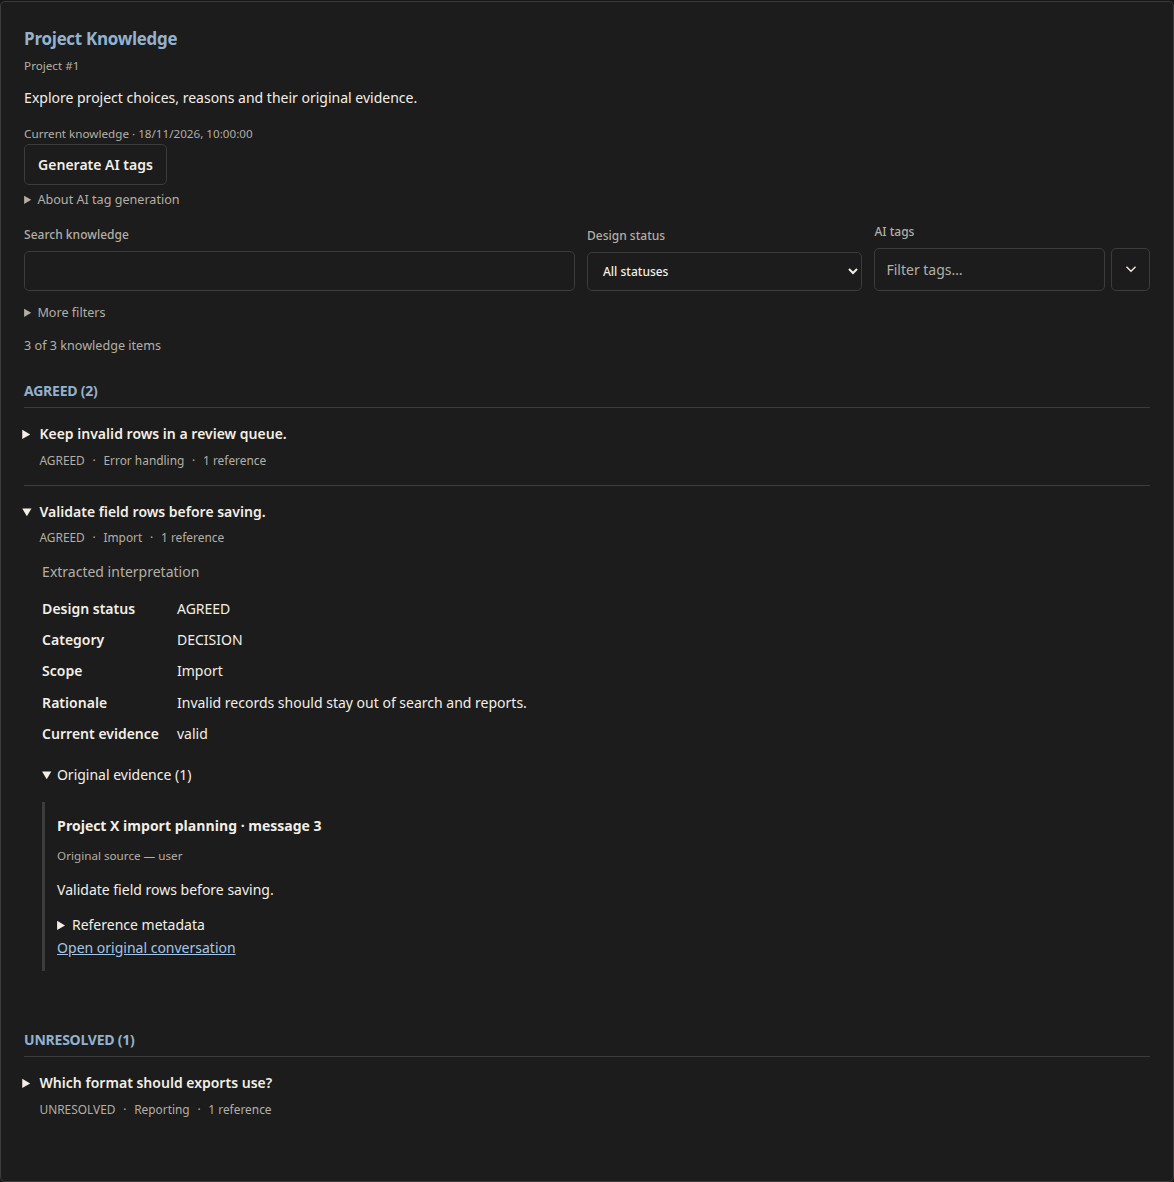 Project Knowledge
Project #1
Explore project choices, reasons and their original evidence.
Current knowledge · 18/11/2026, 10:00:00
Generate AI tags
About AI tag generation
Search knowledge
Design status
AI tags
All statuses
Filter tags...
More filters
3 of 3 knowledge items
AGREED (2)
Keep invalid rows in a review queue.
AGREED · Error handling · 1 reference
Validate field rows before saving.
AGREED · Import · 1 reference
Extracted interpretation
Design status AGREED
Category DECISION
Scope Import
Rationale Invalid records should stay out of search and reports.
Current evidence valid
Original evidence (1)
Project X import planning · message 3
Original source — user
Validate field rows before saving.
Reference metadata
Open original conversation
UNRESOLVED (1)
Which format should exports use?
UNRESOLVED · Reporting · 1 reference